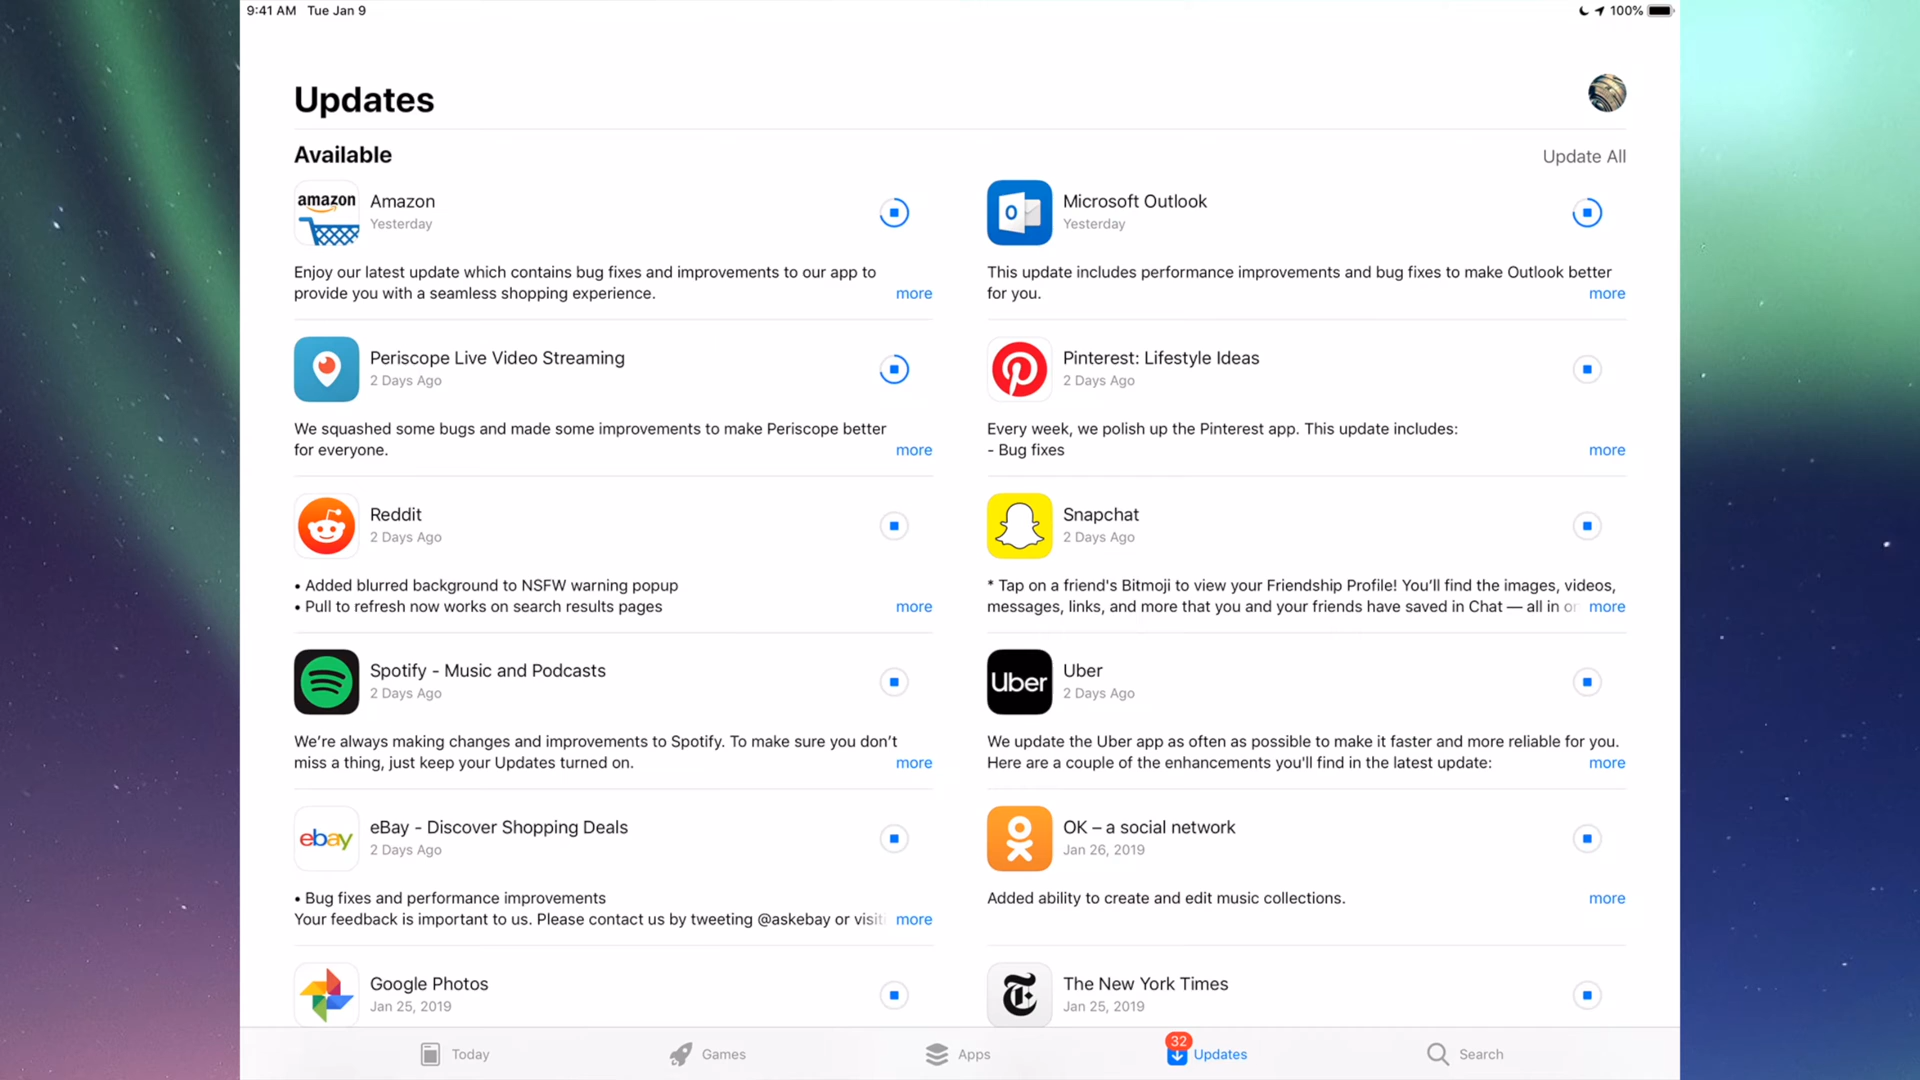 9:41 AM Tue Jan 9
100%
Updates
Available
Update All
amazon
Amazon
Yesterday
Enjoy our latest update which contains bug fixes and improvements to our app to
provide you with a seamless shopping experience.
more
Microsoft Outlook
Yesterday
This update includes performance improvements and bug fixes to make Outlook better
for you.
more
Periscope Live Video Streaming
2 Days Ago
We squashed some bugs and made some improvements to make Periscope better
for everyone.
more
Pinterest: Lifestyle Ideas
2 Days Ago
Every week, we polish up the Pinterest app. This update includes:
- Bug fixes
more
Reddit
2 Days Ago
• Added blurred background to NSFW warning popup
• Pull to refresh now works on search results pages
more
Snapchat
2 Days Ago
* Tap on a friend's Bitmoji to view your Friendship Profile! You'll find the images, videos,
messages, links, and more that you and your friends have saved in Chat — all in or
more
Spotify - Music and Podcasts
2 Days Ago
We're always making changes and improvements to Spotify. To make sure you don't
miss a thing, just keep your Updates turned on.
more
Uber
Uber
2 Days Ago
We update the Uber app as often as possible to make it faster and more reliable for you.
Here are a couple of the enhancements you'll find in the latest update:
more
ebay
eBay - Discover Shopping Deals
2 Days Ago
• Bug fixes and performance improvements
Your feedback is important to us. Please contact us by tweeting @askebay or visiti
more
OK – a social network
Jan 26, 2019
Added ability to create and edit music collections.
more
Google Photos
Jan 25, 2019
The New York Times
Jan 25, 2019
Today
Games
Apps
32
Updates
Search